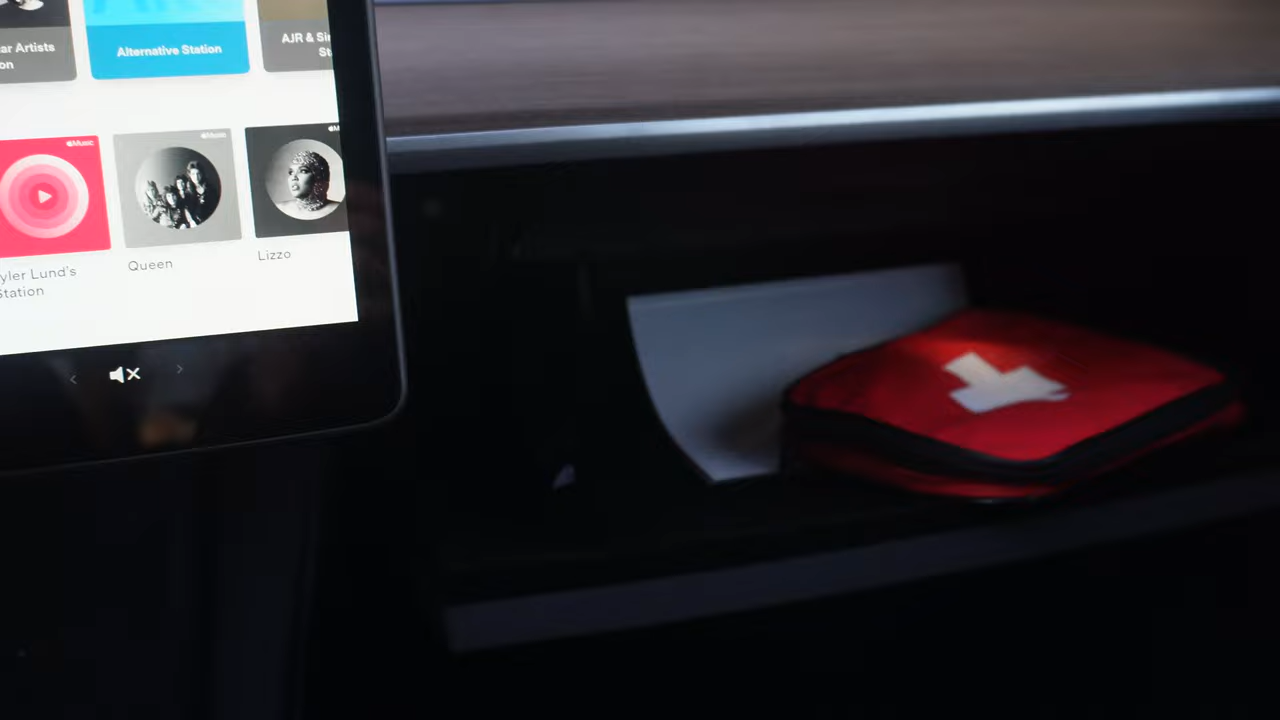 ar Artists
on
Alternative Station
AJR & Si
St
Music
Music
M
yler Lund's
Station
Queen
Lizzo